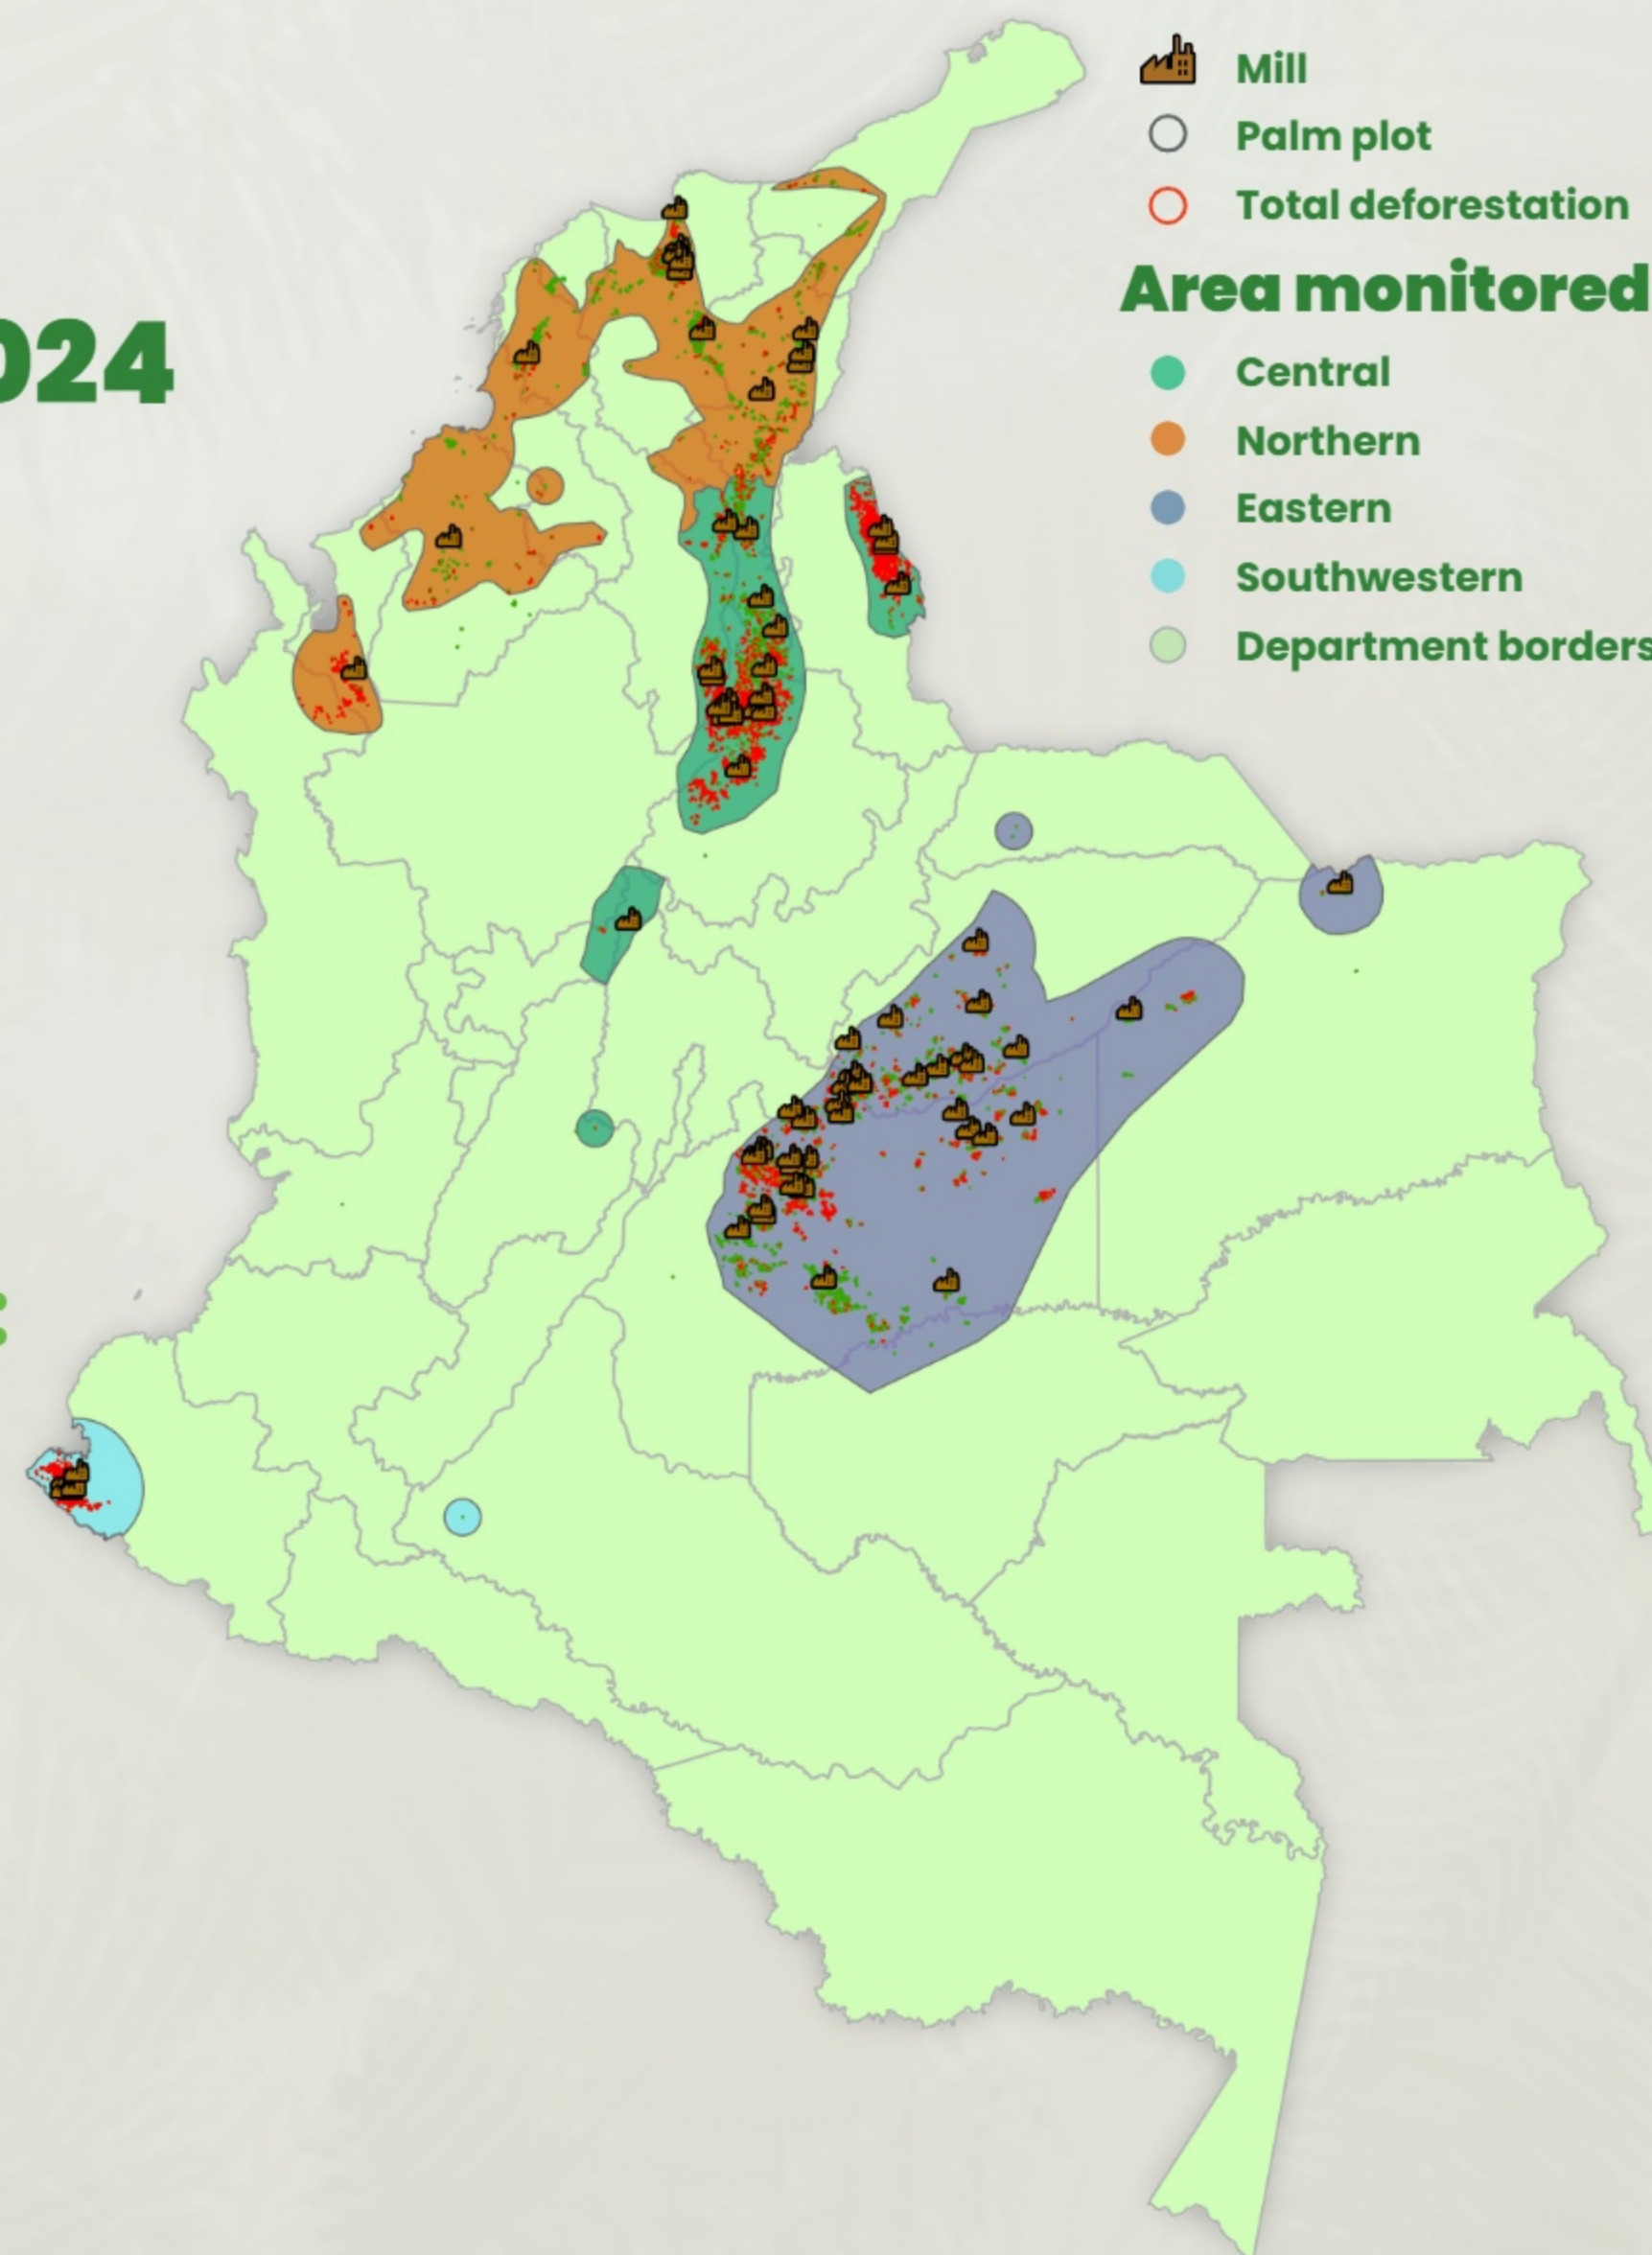 Mill
Palm plot
Total deforestation
Area monitored
024
Central
Northern
Eastern
Southwestern
Department borders
: